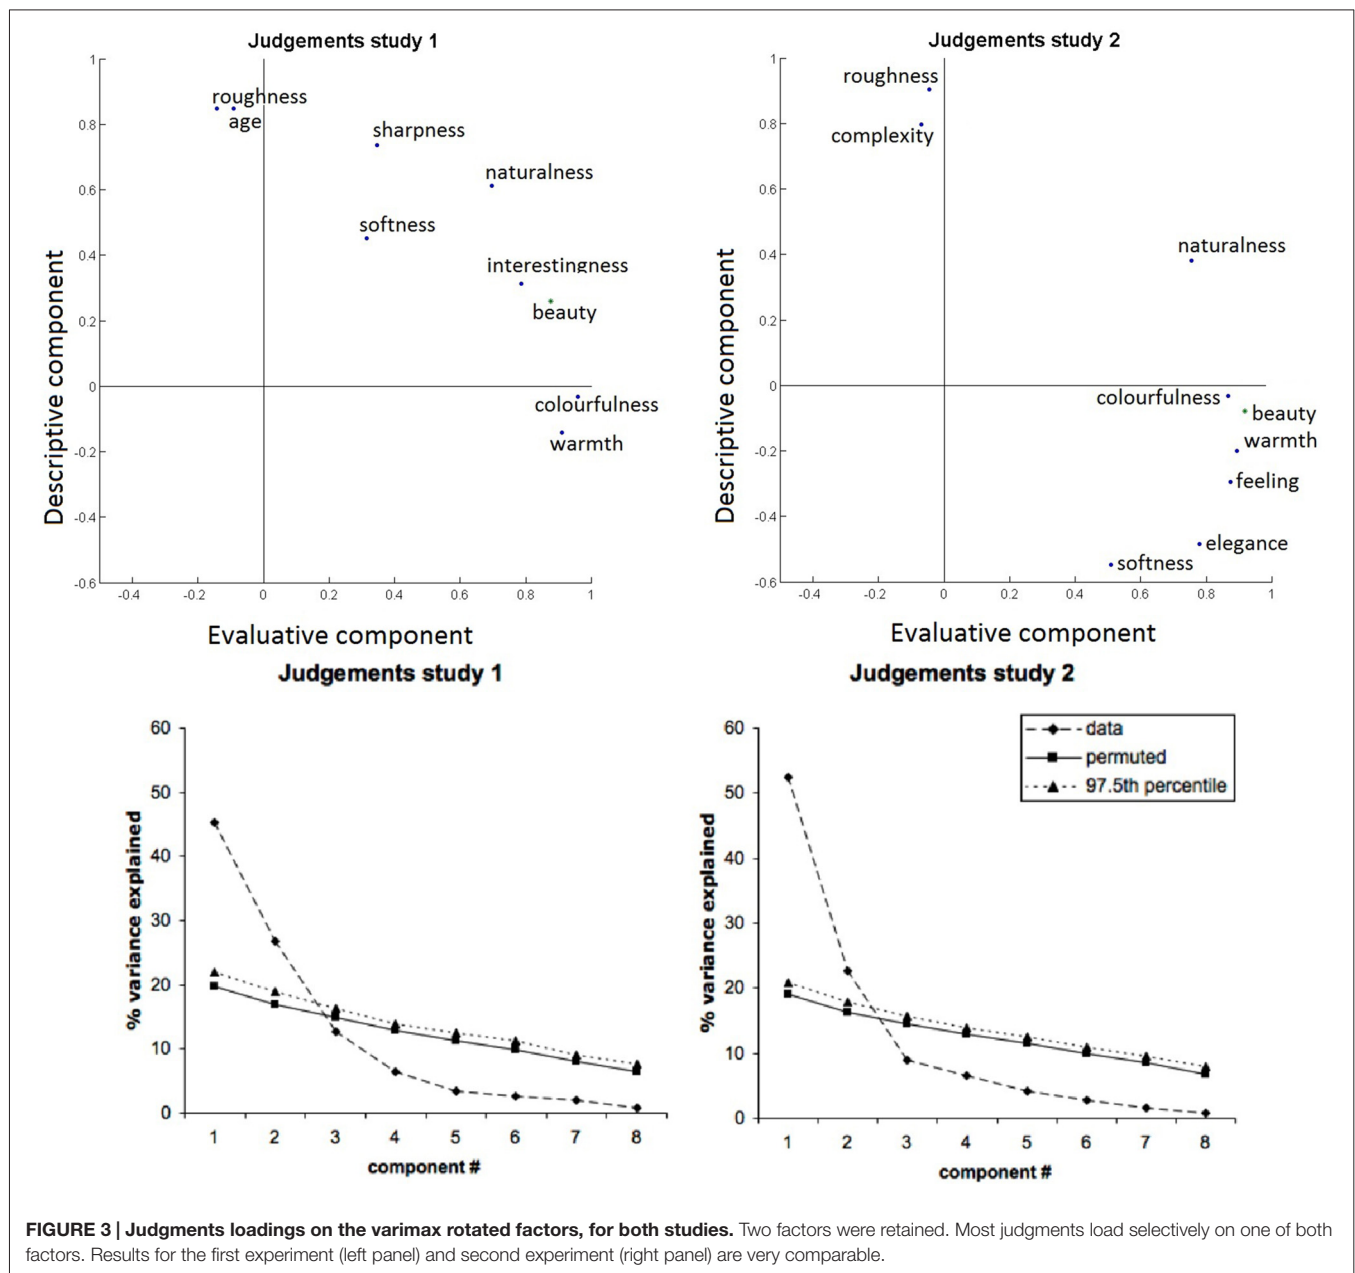 Judgements study 1
1
0.8
0.6
0.4
0.2
0
-0.2
-0.4
-0.6
-0.4
-0.2
0
0.2
0.4
0.6
0.8
1
roughness
age
sharpness
naturalness
softness
interestingness
beauty
colourfulness
warmth
Descriptive component
Evaluative component
Judgements study 2
1
0.8
0.6
0.4
0.2
0
-0.2
-0.4
-0.6
-0.4
-0.2
0
0.2
0.4
0.6
0.8
1
roughness
complexity
naturalness
colourfulness
beauty
warmth
feeling
elegance
softness
Descriptive component
Evaluative component
Judgements study 1
60
50
40
30
20
10
0
1 2 3 4 5 6 7 8
% variance explained
component #
Judgements study 2
data
permuted
97.5th percentile
60
50
40
30
20
10
0
1 2 3 4 5 6 7 8
% variance explained
component #
FIGURE 3 | Judgments loadings on the varimax rotated factors, for both studies. Two factors were retained. Most judgments load selectively on one of both
factors. Results for the first experiment (left panel) and second experiment (right panel) are very comparable.